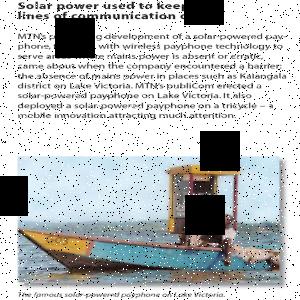 Solar power used to keep
lines of communication
MTN's development of a solar-powered pay-
phone, with wireless payphone technology to
serve mains power is absent or erratic,
came about when the company encountered a barrier:
the absence of mains power in places such as Kalangala
district on Lake Victoria. MTN's publiCom erected a
solar-powered payphone on Lake Victoria. It also
deployed a solar-powered payphone on a tricycle – a
mobile innovation attracting much attention.
The famous solar-powered payphone on Lake Victoria.